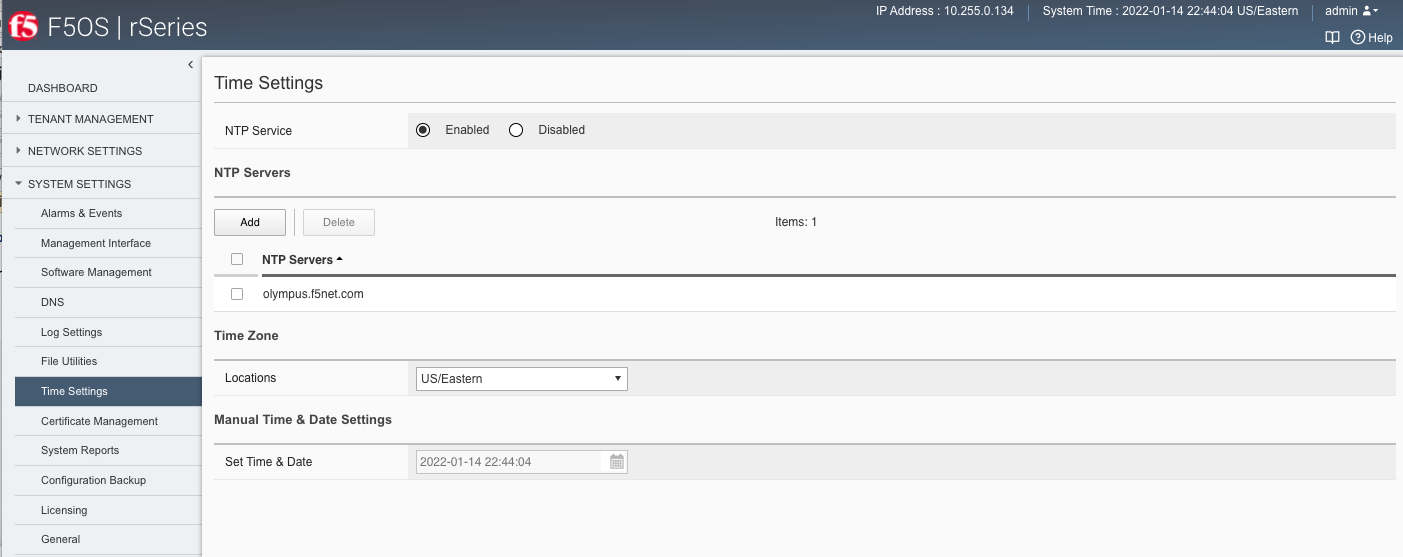 f5 F5OS | rSeries
IP Address : 10.255.0.134
System Time : 2022-01-14 22:44:04 US/Eastern
admin
Help
DASHBOARD
TENANT MANAGEMENT
NETWORK SETTINGS
SYSTEM SETTINGS
Alarms & Events
Management Interface
Software Management
DNS
Log Settings
File Utilities
Time Settings
Certificate Management
System Reports
Configuration Backup
Licensing
General
Time Settings
NTP Service
Enabled
Disabled
NTP Servers
Add
Delete
Items: 1
NTP Servers
olympus.f5net.com
Time Zone
Locations
US/Eastern
Manual Time & Date Settings
Set Time & Date
2022-01-14 22:44:04